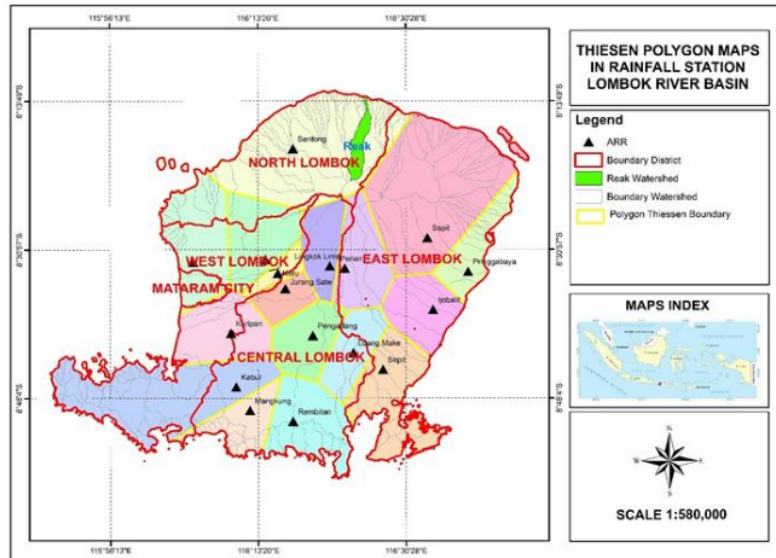 THIESEN POLYGON MAPS
IN RAINFALL STATION
LOMBOK RIVER BASIN
Legend
ARR
Boundary District
Reak Watershed
Boundary Watershed
Polygon Thiessen Boundary
MAPS INDEX
N
W E
S
SCALE 1:580,000
115°56'13"E 116°13'20"E 116°30'28"E
8°13'49"S 8°13'49"S
Santong
Reak
NORTH LOMBOK
Sapit
8°30'57"S 8°30'57"S
WEST LOMBOK
Lingkok Lime
EAST LOMBOK
Pringgabaya
MATARAM CITY
Jurang Sate
Ijobalit
Kuripan
Pengadang
CENTRAL LOMBOK
Loang Make
Sepit
Kabul
8°48'4"S 8°48'4"S
Mangkung
Rembitan
115°56'13"E 116°13'20"E 116°30'28"E